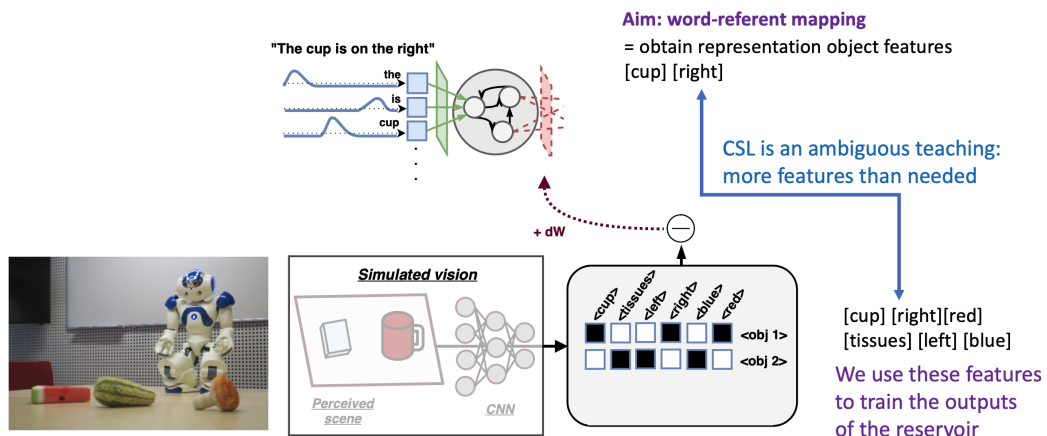 Aim: word-referent mapping
= obtain representation object features
[cup] [right]
"The cup is on the right"
the
is
cup
CSL is an ambiguous teaching:
more features than needed
+ dW
Simulated vision
Perceived
scene
CNN
<cup>
<tissues>
<left>
<right>
<blue>
<red>
<obj 1>
<obj 2>
[cup] [right][red]
[tissues] [left] [blue]
We use these features
to train the outputs
of the reservoir